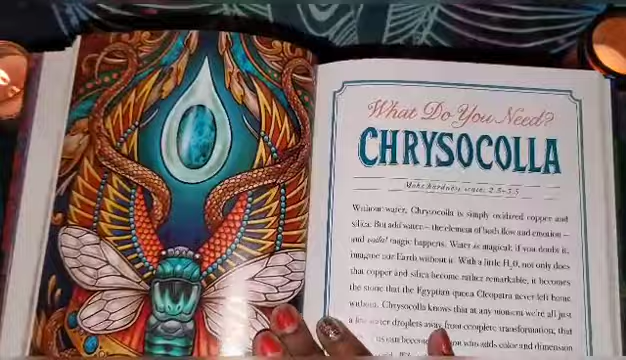 What Do You Need?
CHRYSOCOLLA
Mohs hardness scale: 2.5–3.5
Without water, Chrysocolla is simply oxidized copper and
silica. But add water—the element of both flow and emotion—
and voila! magic happens. Water is magical; if you doubt it,
imagine our Earth without it. With a little H₂O, not only does
that copper and silica become rather remarkable, it becomes
the stone that the Egyptian queen Cleopatra never left home
without. Chrysocolla knows that at any moment we're all just
a few water droplets away from complete transformation; that
become who adds color and dimension